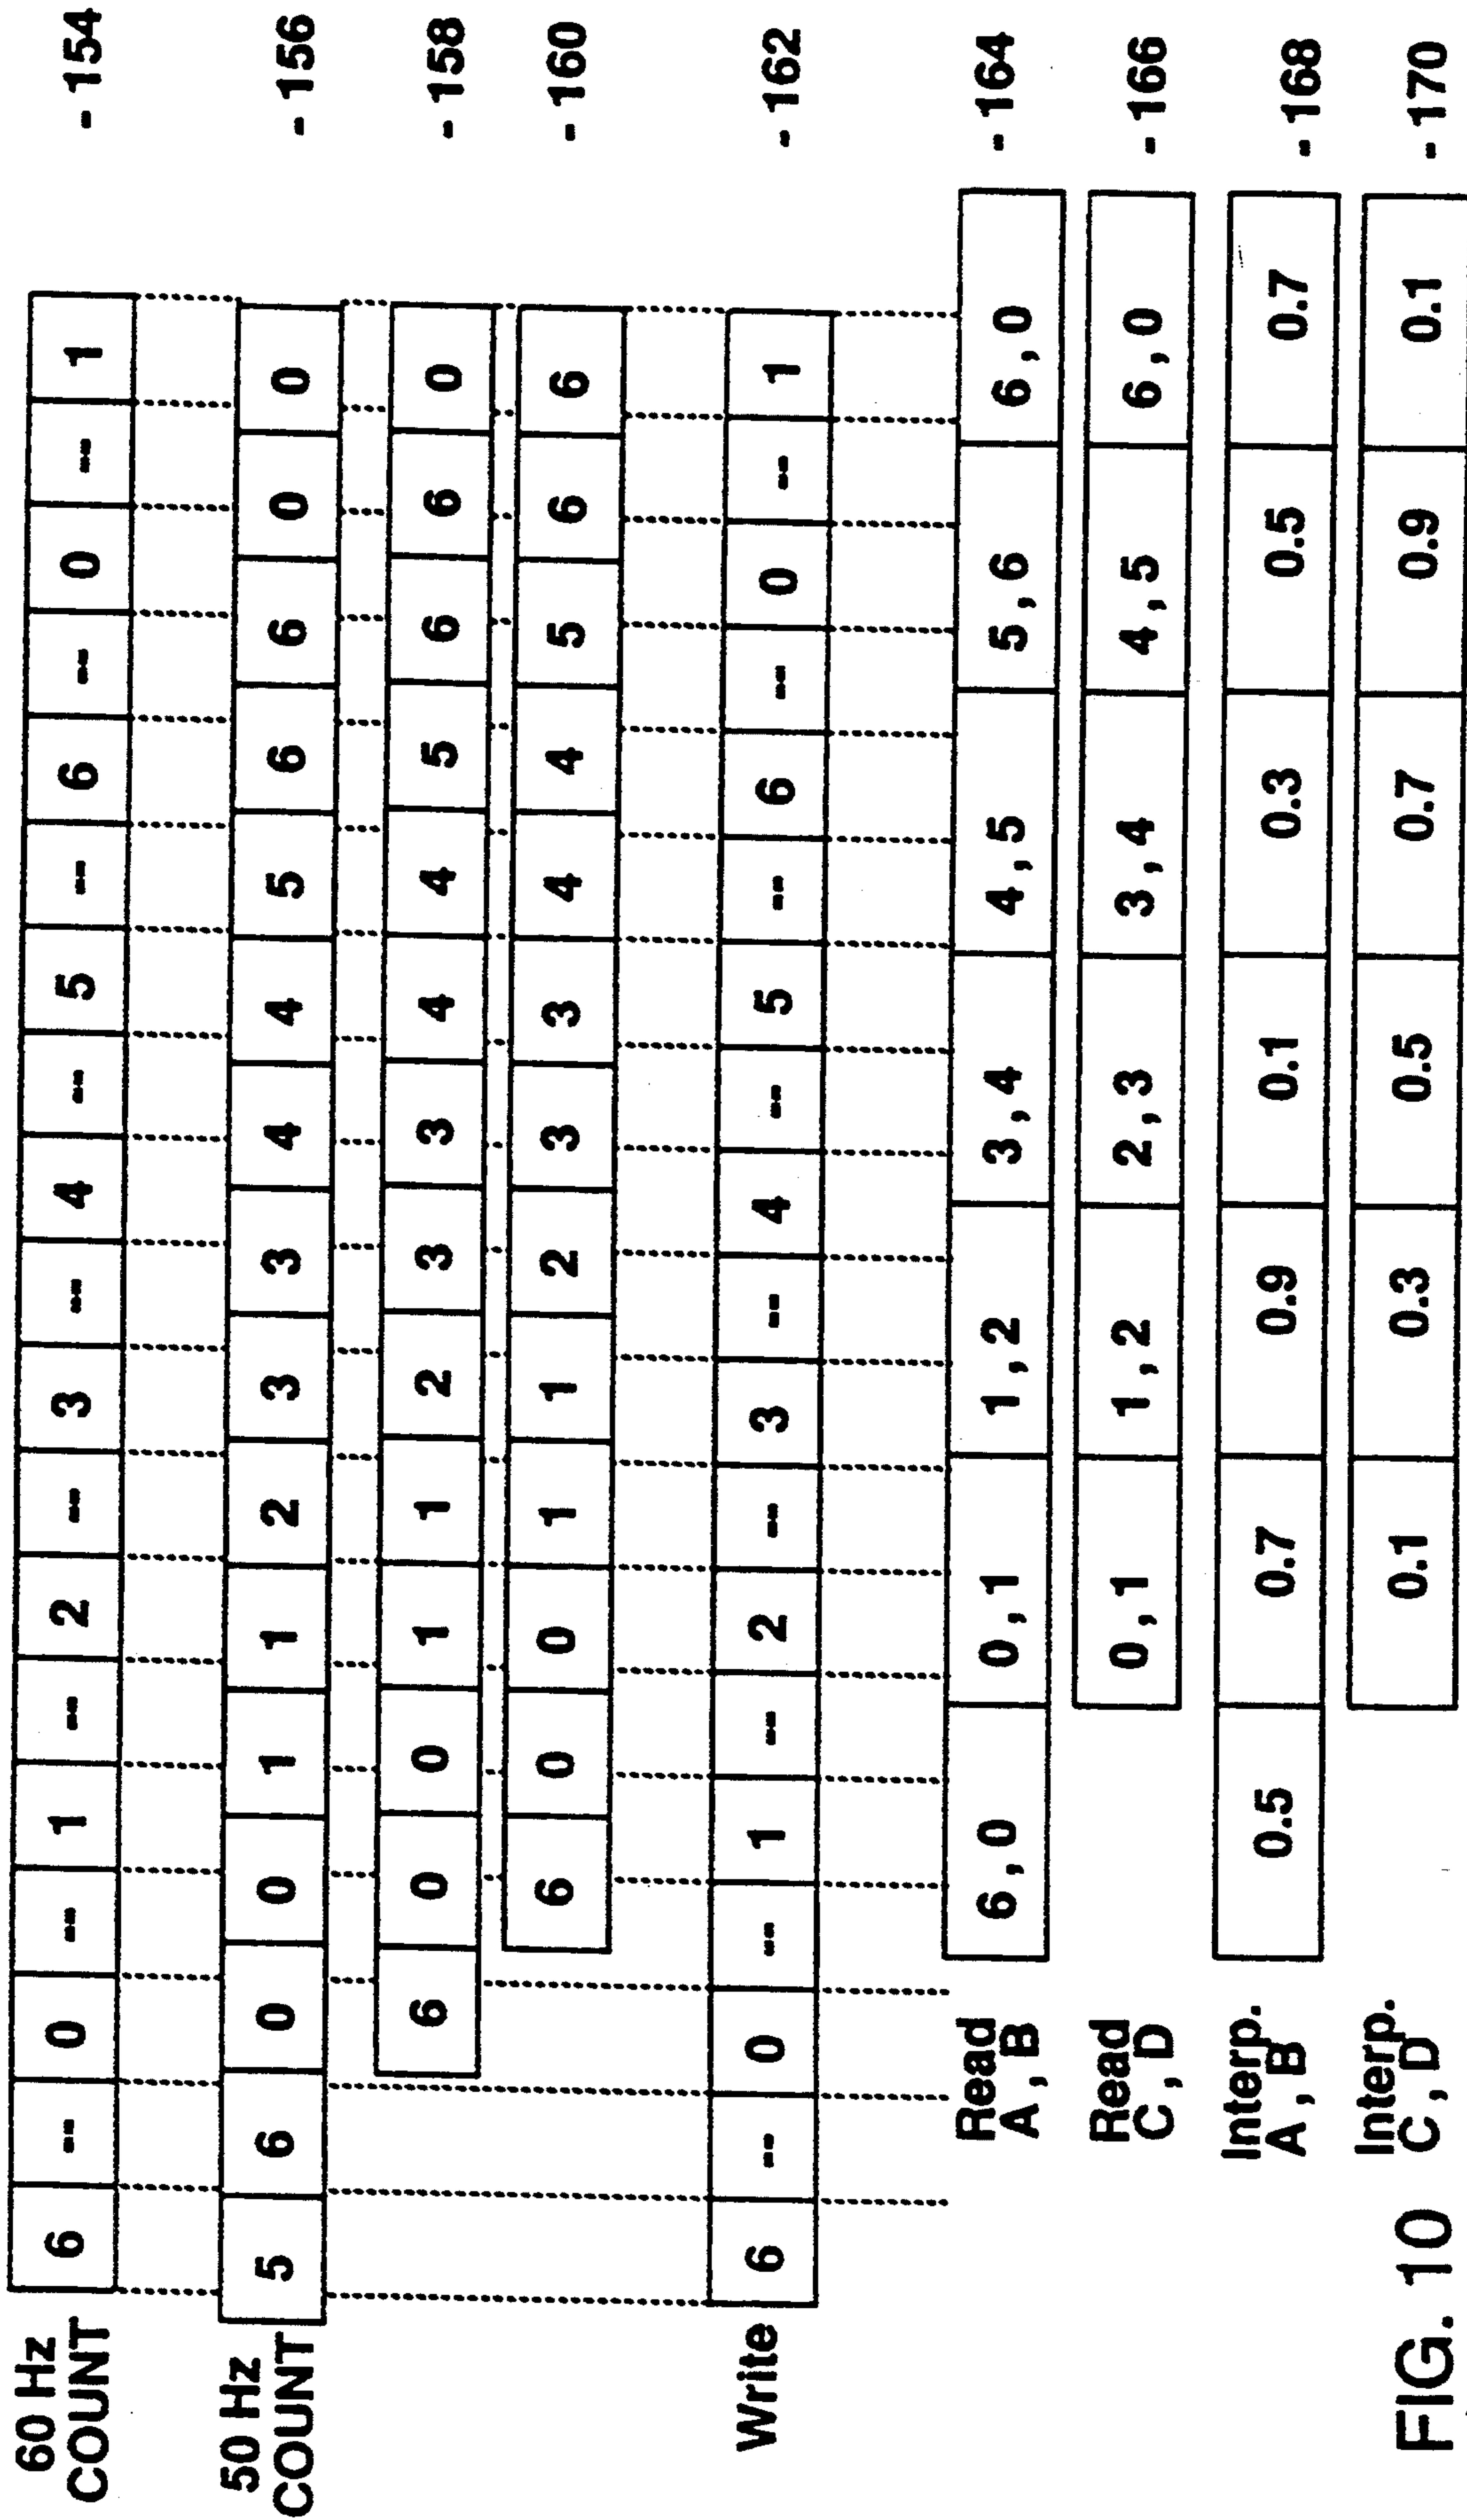 60 Hz
COUNT
6 -- 0 -- 1 -- 2 -- 3 -- 4 -- 5 -- 6 -- 0 -- 1
- 154
50 Hz
COUNT
5 6 0 0 1 1 2 3 3 4 4 5 6 6 0 0
- 156
6 0 0 1 1 2 3 3 4 4 5 6 6 0
- 158
6 0 0 1 1 2 3 3 4 4 5 6 6
- 160
Write
6 -- 0 -- 1 -- 2 -- 3 -- 4 -- 5 -- 6 -- 0 -- 1
- 162
Read
A, B
6,0 0,1 1,2 3,4 4,5 5,6 6,0
- 164
Read
C, D
0,1 1,2 2,3 3,4 4,5 6,0
- 166
Interp.
A, B
0.5 0.7 0.9 0.1 0.3 0.5 0.7
- 168
Interp.
C, D
0.1 0.3 0.5 0.7 0.9 0.1
- 170
FIG. 10